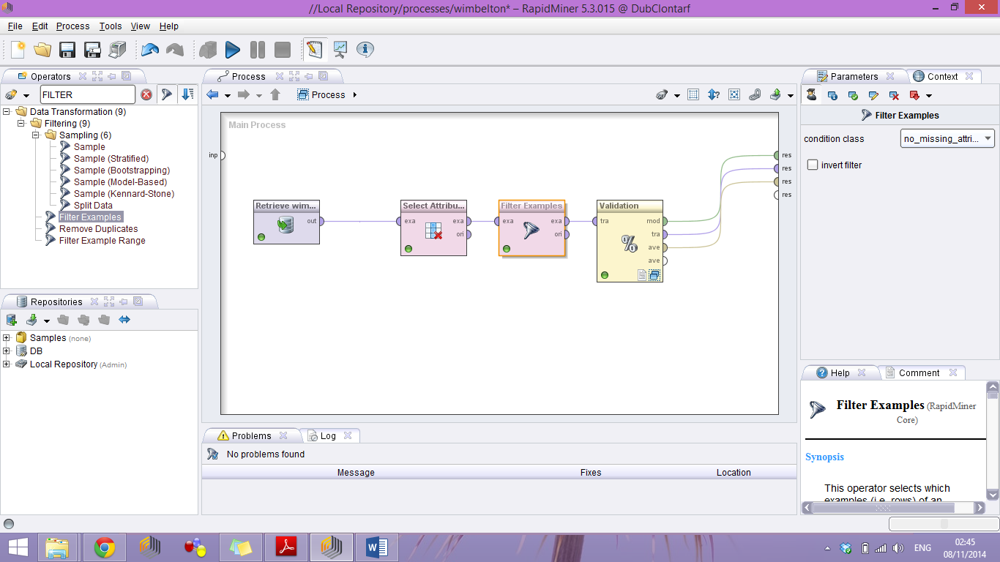 //Local Repository/processes/wimbelton* – RapidMiner 5.3.015 @ DubClontarf
File Edit Process Tools View Help
Operators
FILTER
Data Transformation (9)
Filtering (9)
Sampling (6)
Sample
Sample (Stratified)
Sample (Bootstrapping)
Sample (Model-Based)
Sample (Kennard-Stone)
Split Data
Filter Examples
Remove Duplicates
Filter Example Range
Repositories
Samples (none)
DB
Local Repository (Admin)
Process
Process
Main Process
inp
res
res
res
res
Retrieve wim...
out
Select Attribu...
exa exa
ori
Filter Examples
exa exa
ori
Validation
tra mod
tra
ave
ave
%
Problems Log
No problems found
Message Fixes Location
Parameters Context
Filter Examples
condition class no_missing_attri...
invert filter
Help Comment
Filter Examples (RapidMiner
Core)
Synopsis
This operator selects which
examples (i.e. rows) of an
ENG
02:45
08/11/2014